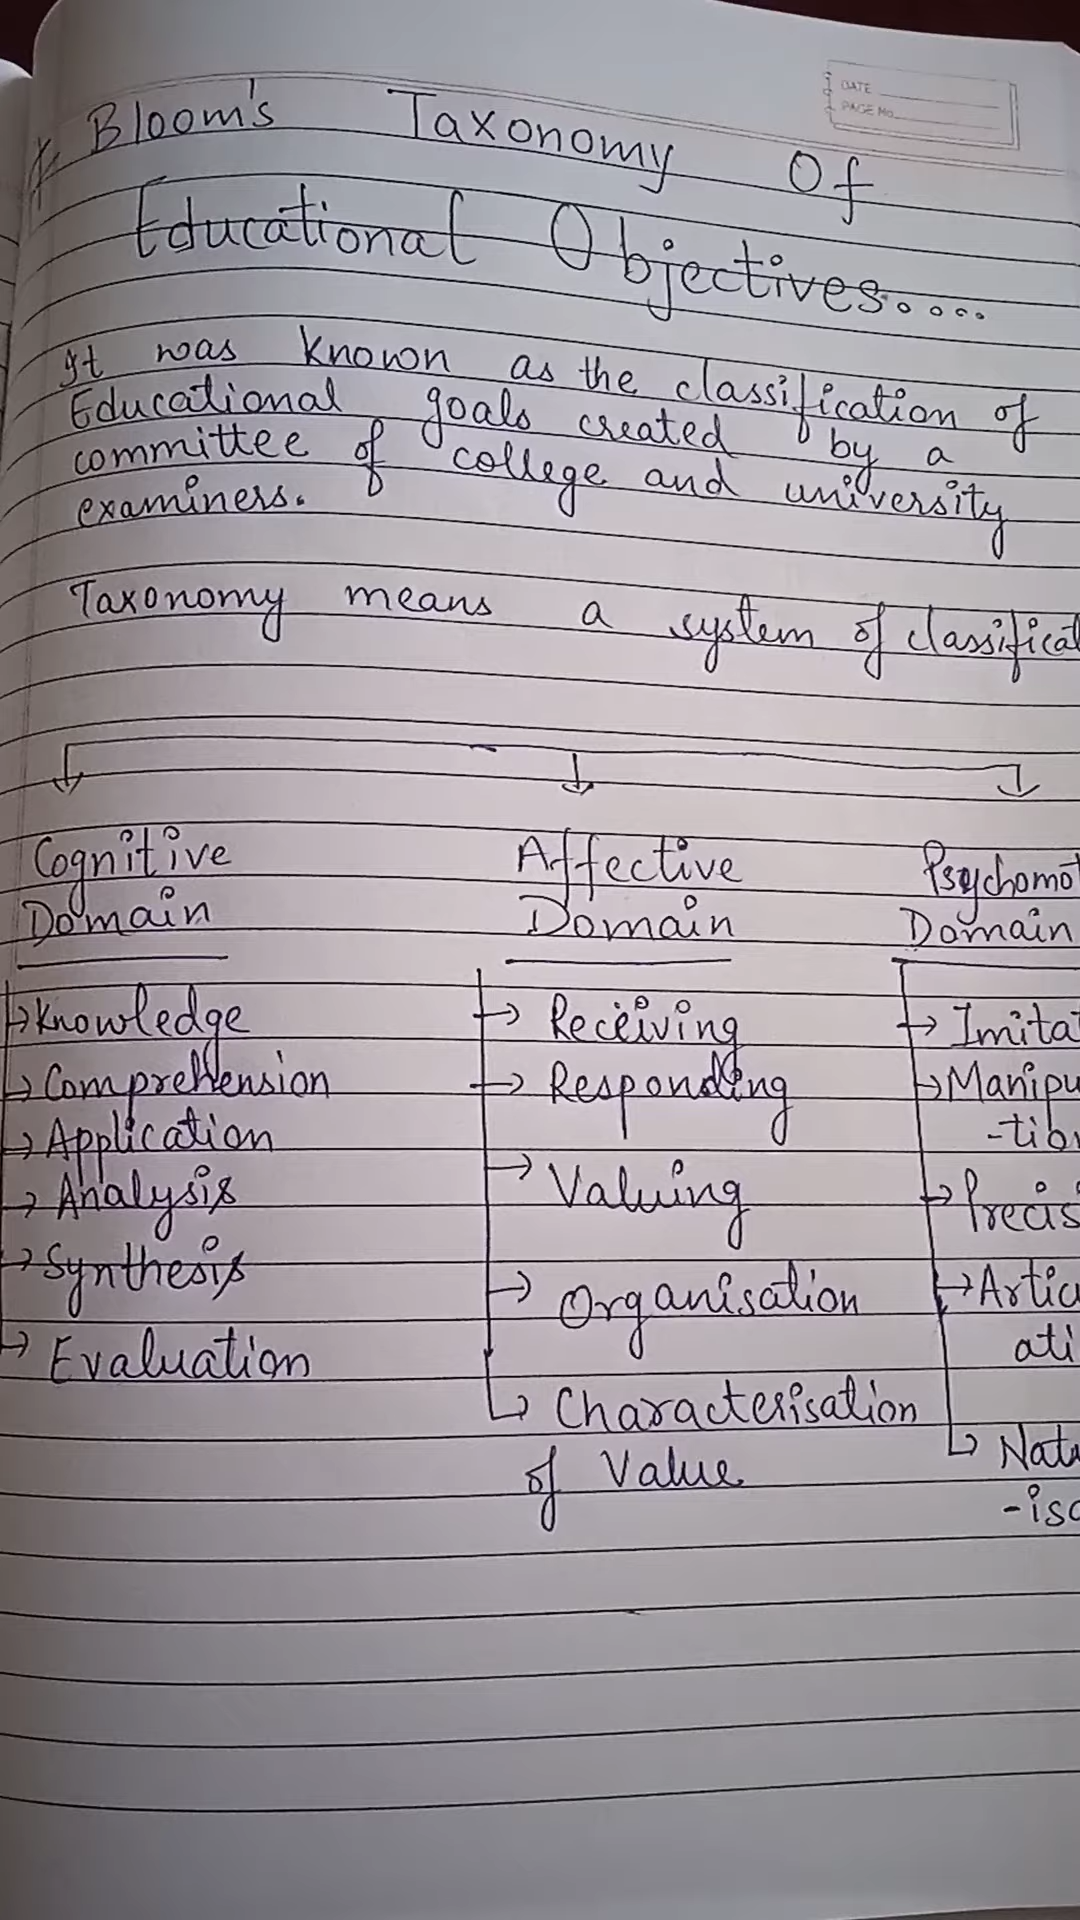 DATE
PAGE No.
Bloom's Taxonomy Of
Educational Objectives....
It was known as the classification of
Educational goals created by a
committee of college and university
examiners.
Taxonomy means a system of classificat
Cognitive Domain
Knowledge
Comprehension
Application
Analysis
Synthesis
Evaluation
Affective Domain
Receiving
Responding
Valuing
Organisation
Characterisation
of Value
Psychomot
Domain
Imita
Manipu
-tio
Precis
Artic
ati
Nat
-isa